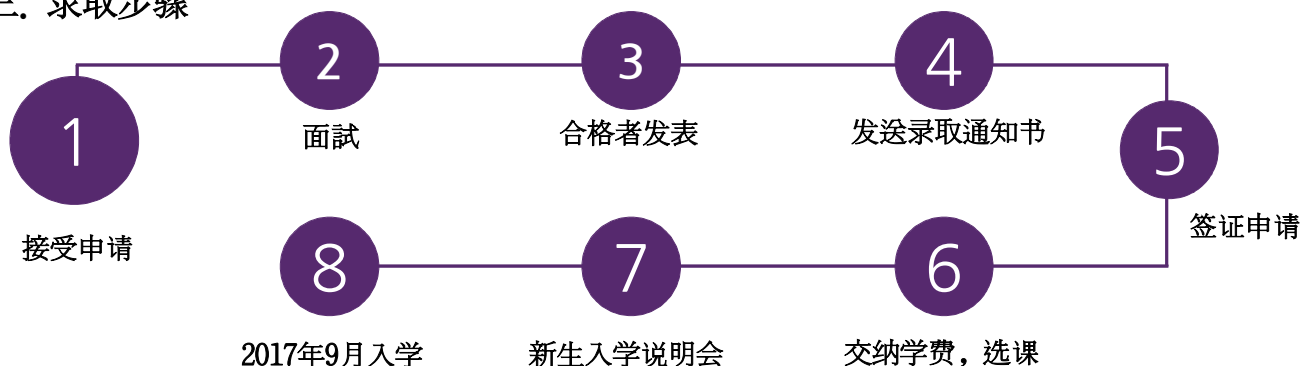 三. 录取步骤
1
接受申请
2
面試
3
合格者发表
4
发送录取通知书
5
签证申请
6
交纳学费, 选课
7
新生入学说明会
8
2017年9月入学